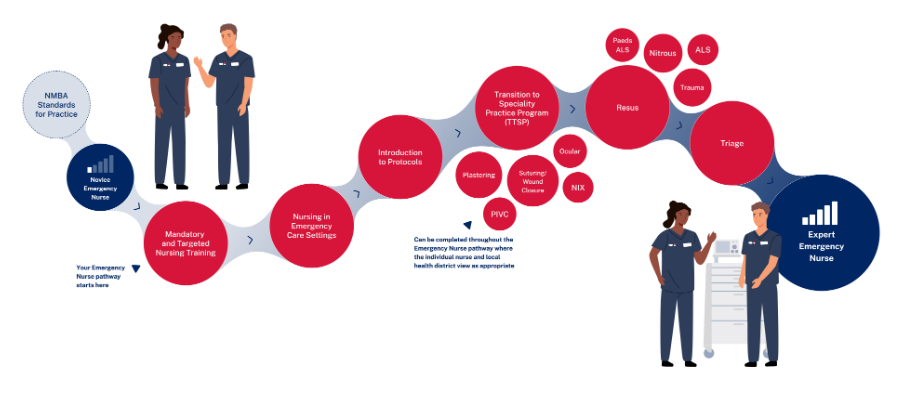 NMBA
Standards
for Practice
Novice
Emergency
Nurse
Your Emergency
Nurse pathway
starts here
Mandatory
and Targeted
Nursing Training
Nursing in
Emergency
Care Settings
Introduction
to Protocols
Transition to
Speciality
Practice Program
(TTSP)
Plastering
Suturing/
Wound
Closure
Ocular
NIX
PIVC
Can be completed throughout the
Emergency Nurse pathway where
the individual nurse and local
health district view as appropriate
Resus
Paeds
ALS
Nitrous
ALS
Trauma
Triage
Expert
Emergency
Nurse